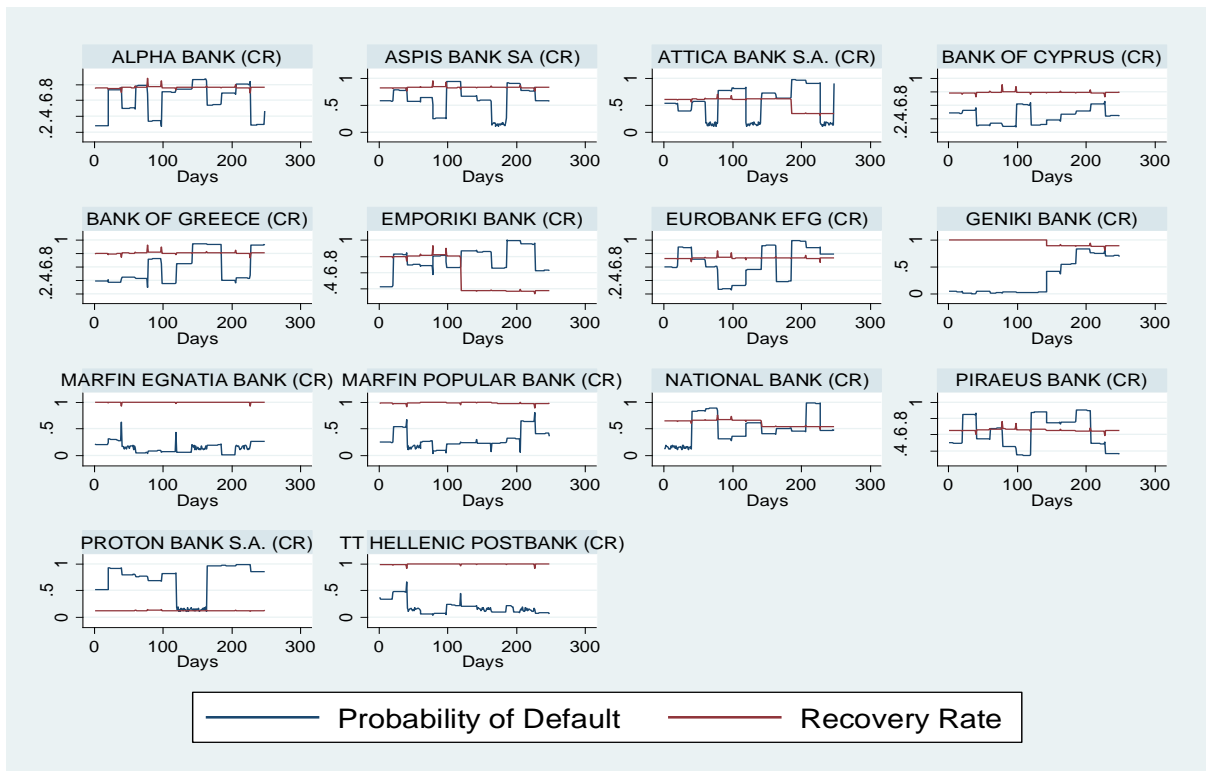 ALPHA BANK (CR)
.2.4.6.8
0 100 200 300
Days
ASPIS BANK SA (CR)
0 .5 1
0 100 200 300
Days
ATTICA BANK S.A. (CR)
0 .5 1
0 100 200 300
Days
BANK OF CYPRUS (CR)
.2.4.6.8
0 100 200 300
Days
BANK OF GREECE (CR)
.2.4.6.8 1
0 100 200 300
Days
EMPORIKI BANK (CR)
.4.6.8 1
0 100 200 300
Days
EUROBANK EFG (CR)
.2.4.6.8 1
0 100 200 300
Days
GENIKI BANK (CR)
0 .5 1
0 100 200 300
Days
MARFIN EGNATIA BANK (CR)
0 .5 1
0 100 200 300
Days
MARFIN POPULAR BANK (CR)
0 .5 1
0 100 200 300
Days
NATIONAL BANK (CR)
0 .5 1
0 100 200 300
Days
PIRAEUS BANK (CR)
.4.6.8 1
0 100 200 300
Days
PROTON BANK S.A. (CR)
0 .5 1
0 100 200 300
Days
TT HELLENIC POSTBANK (CR)
0 .5 1
0 100 200 300
Days
Probability of Default
Recovery Rate